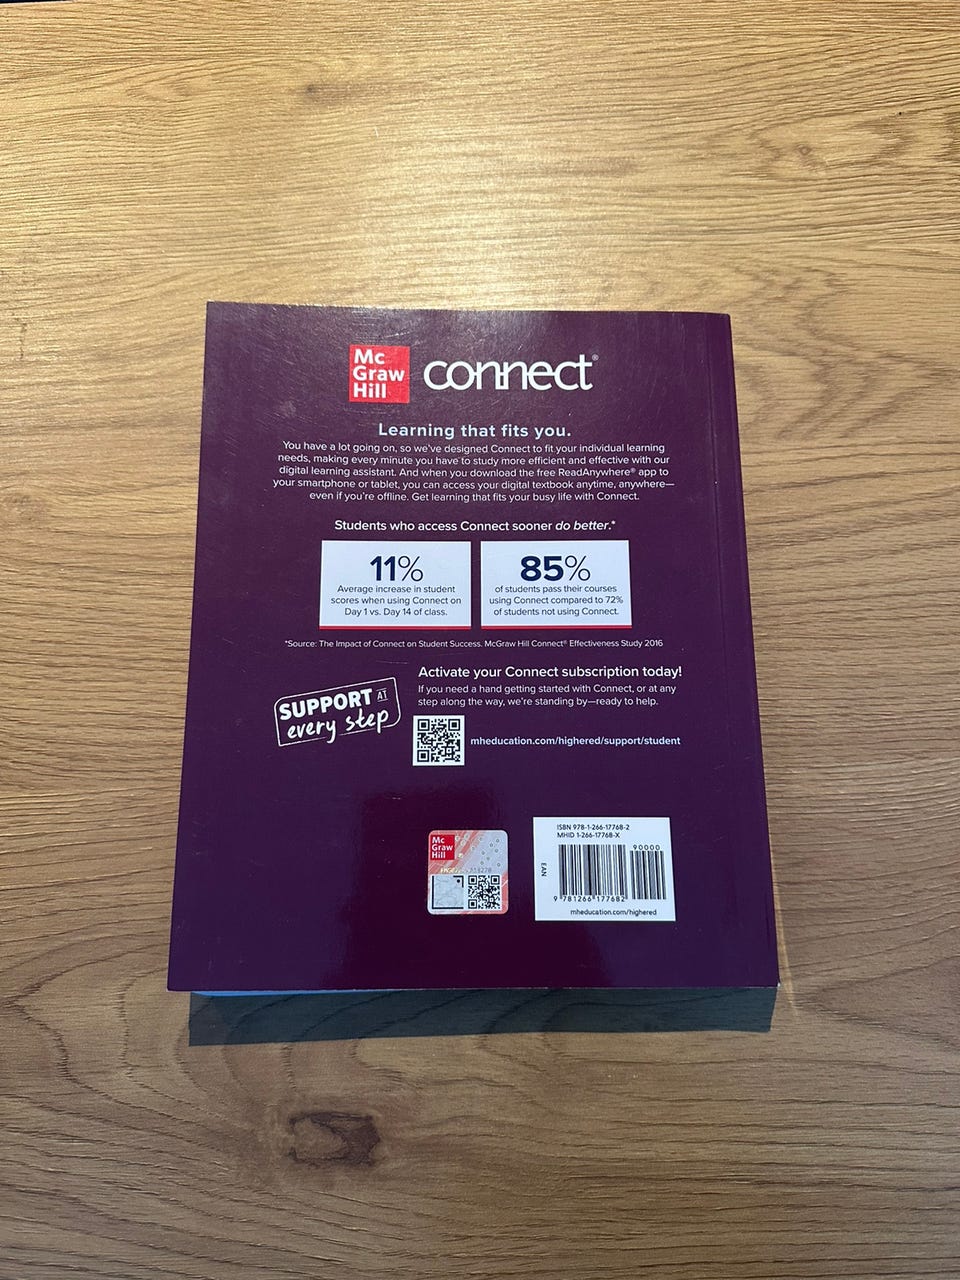 Mc
Graw
Hill
connect®
Learning that fits you.
You have a lot going on, so we've designed Connect to fit your individual learning
needs, making every minute you have to study more efficient and effective with our
digital learning assistant. And when you download the free ReadAnywhere® app to
your smartphone or tablet, you can access your digital textbook anytime, anywhere—
even if you're offline. Get learning that fits your busy life with Connect.
Students who access Connect sooner do better.*
11%
Average increase in student
scores when using Connect on
Day 1 vs. Day 14 of class.
85%
of students pass their courses
using Connect compared to 72%
of students not using Connect.
*Source: The Impact of Connect on Student Success. McGraw Hill Connect® Effectiveness Study 2016
SUPPORT AT
every step
Activate your Connect subscription today!
If you need a hand getting started with Connect, or at any
step along the way, we're standing by—ready to help.
mheducation.com/highered/support/student
Mc
Graw
Hill
ISBN 978-1-266-17768-2
MHID 1-266-17768-X
EAN
90000
9 781266 177682
mheducation.com/highered